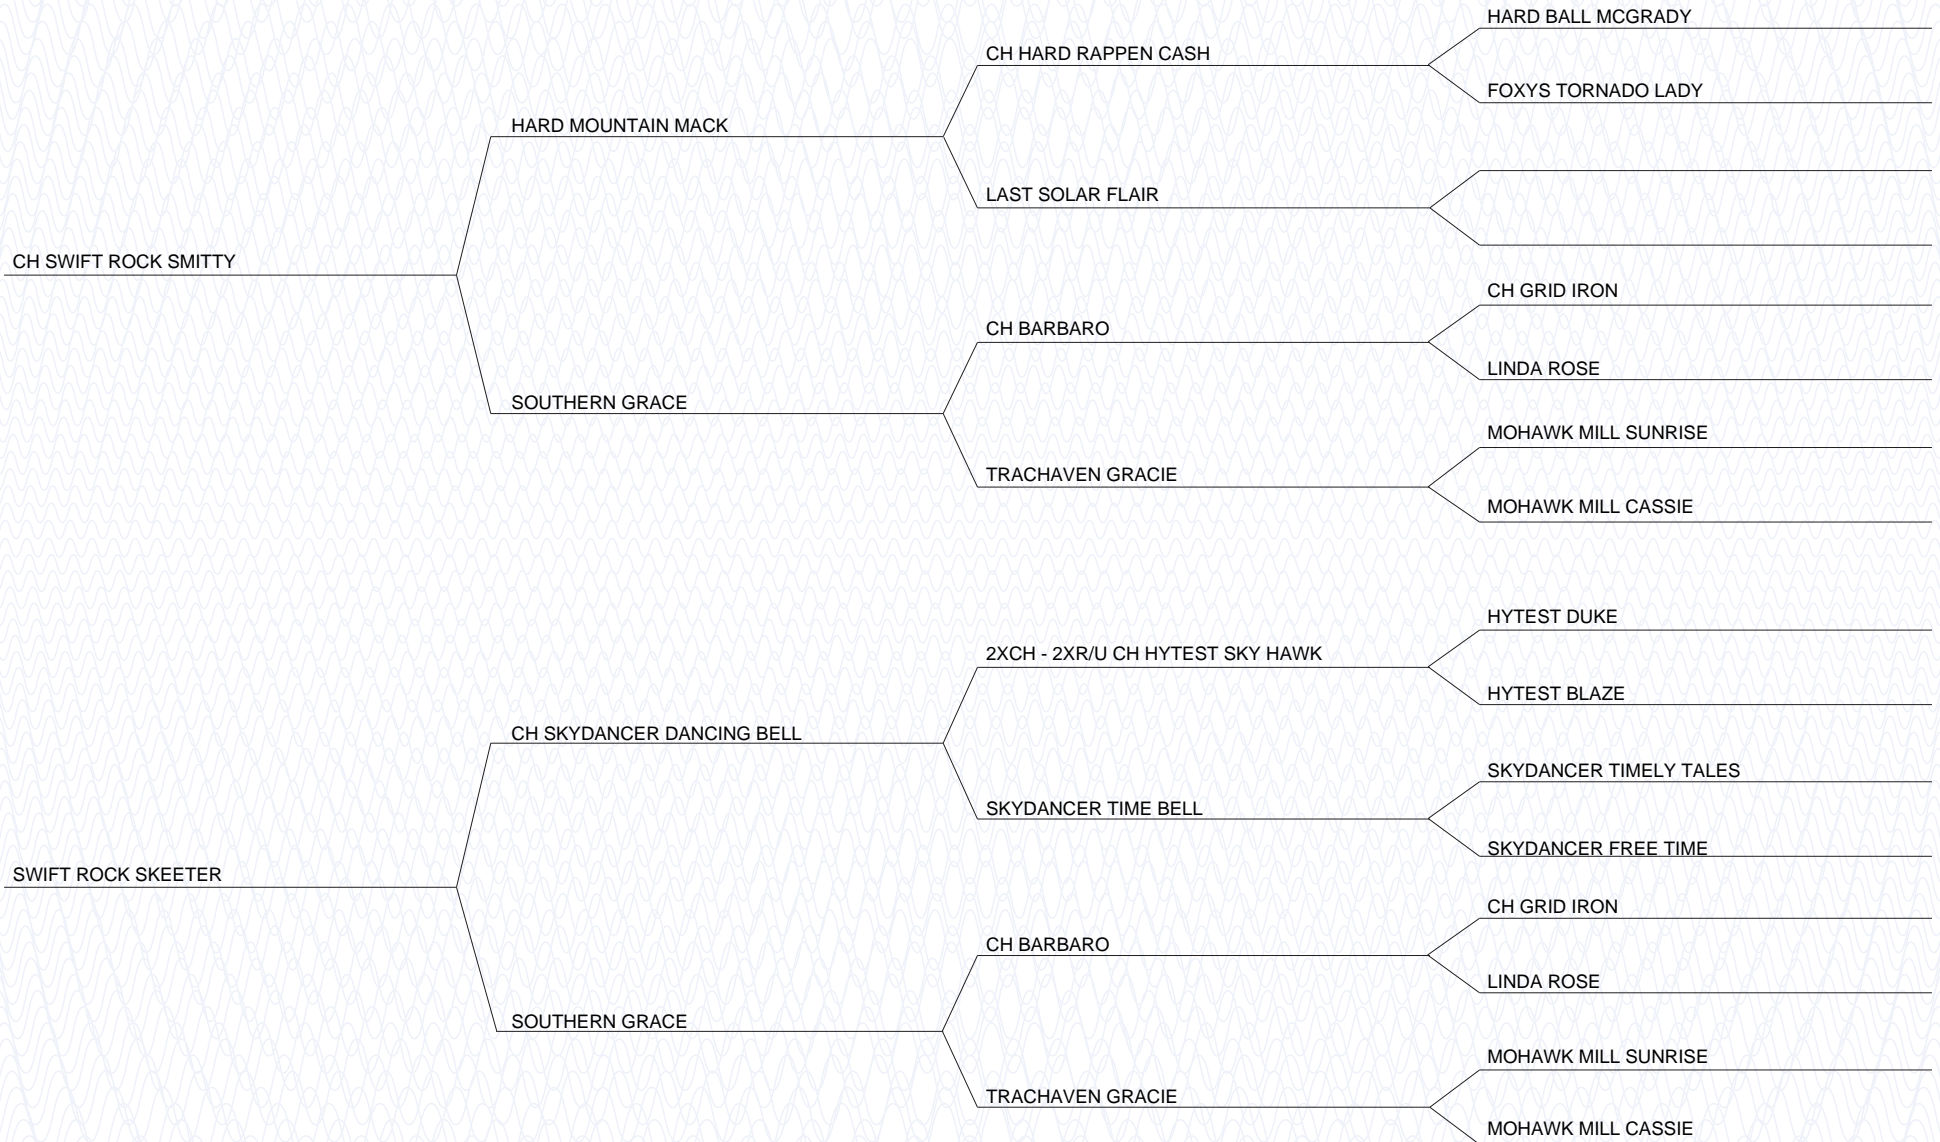 HARD BALL MCGRADY
CH HARD RAPPEN CASH
FOXYS TORNADO LADY
HARD MOUNTAIN MACK
LAST SOLAR FLAIR
CH SWIFT ROCK SMITTY
CH GRID IRON
CH BARBARO
LINDA ROSE
SOUTHERN GRACE
MOHAWK MILL SUNRISE
TRACHAVEN GRACIE
MOHAWK MILL CASSIE
HYTEST DUKE
2XCH - 2XR/U CH HYTEST SKY HAWK
HYTEST BLAZE
CH SKYDANCER DANCING BELL
SKYDANCER TIMELY TALES
SKYDANCER TIME BELL
SKYDANCER FREE TIME
SWIFT ROCK SKEETER
CH GRID IRON
CH BARBARO
LINDA ROSE
SOUTHERN GRACE
MOHAWK MILL SUNRISE
TRACHAVEN GRACIE
MOHAWK MILL CASSIE